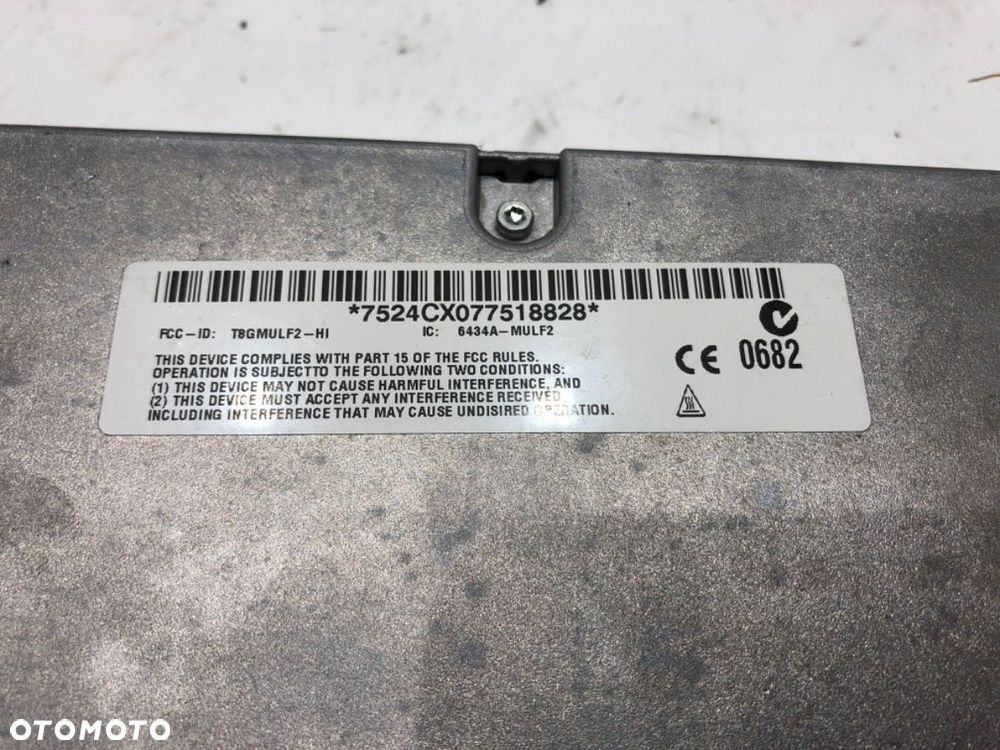 *7524CX077518828*
FCC-ID: T8GMULF2-HI IC: 6434A-MULF2
THIS DEVICE COMPLIES WITH PART 15 OF THE FCC RULES.
OPERATION IS SUBJECTTO THE FOLLOWING TWO CONDITIONS:
(1) THIS DEVICE MAY NOT CAUSE HARMFUL INTERFERENCE, AND
(2) THIS DEVICE MUST ACCEPT ANY INTERFERENCE RECEIVED,
INCLUDING INTERFERENCE THAT MAY CAUSE UNDISIRED OPERATION.
CE 0682
OTOMOTO